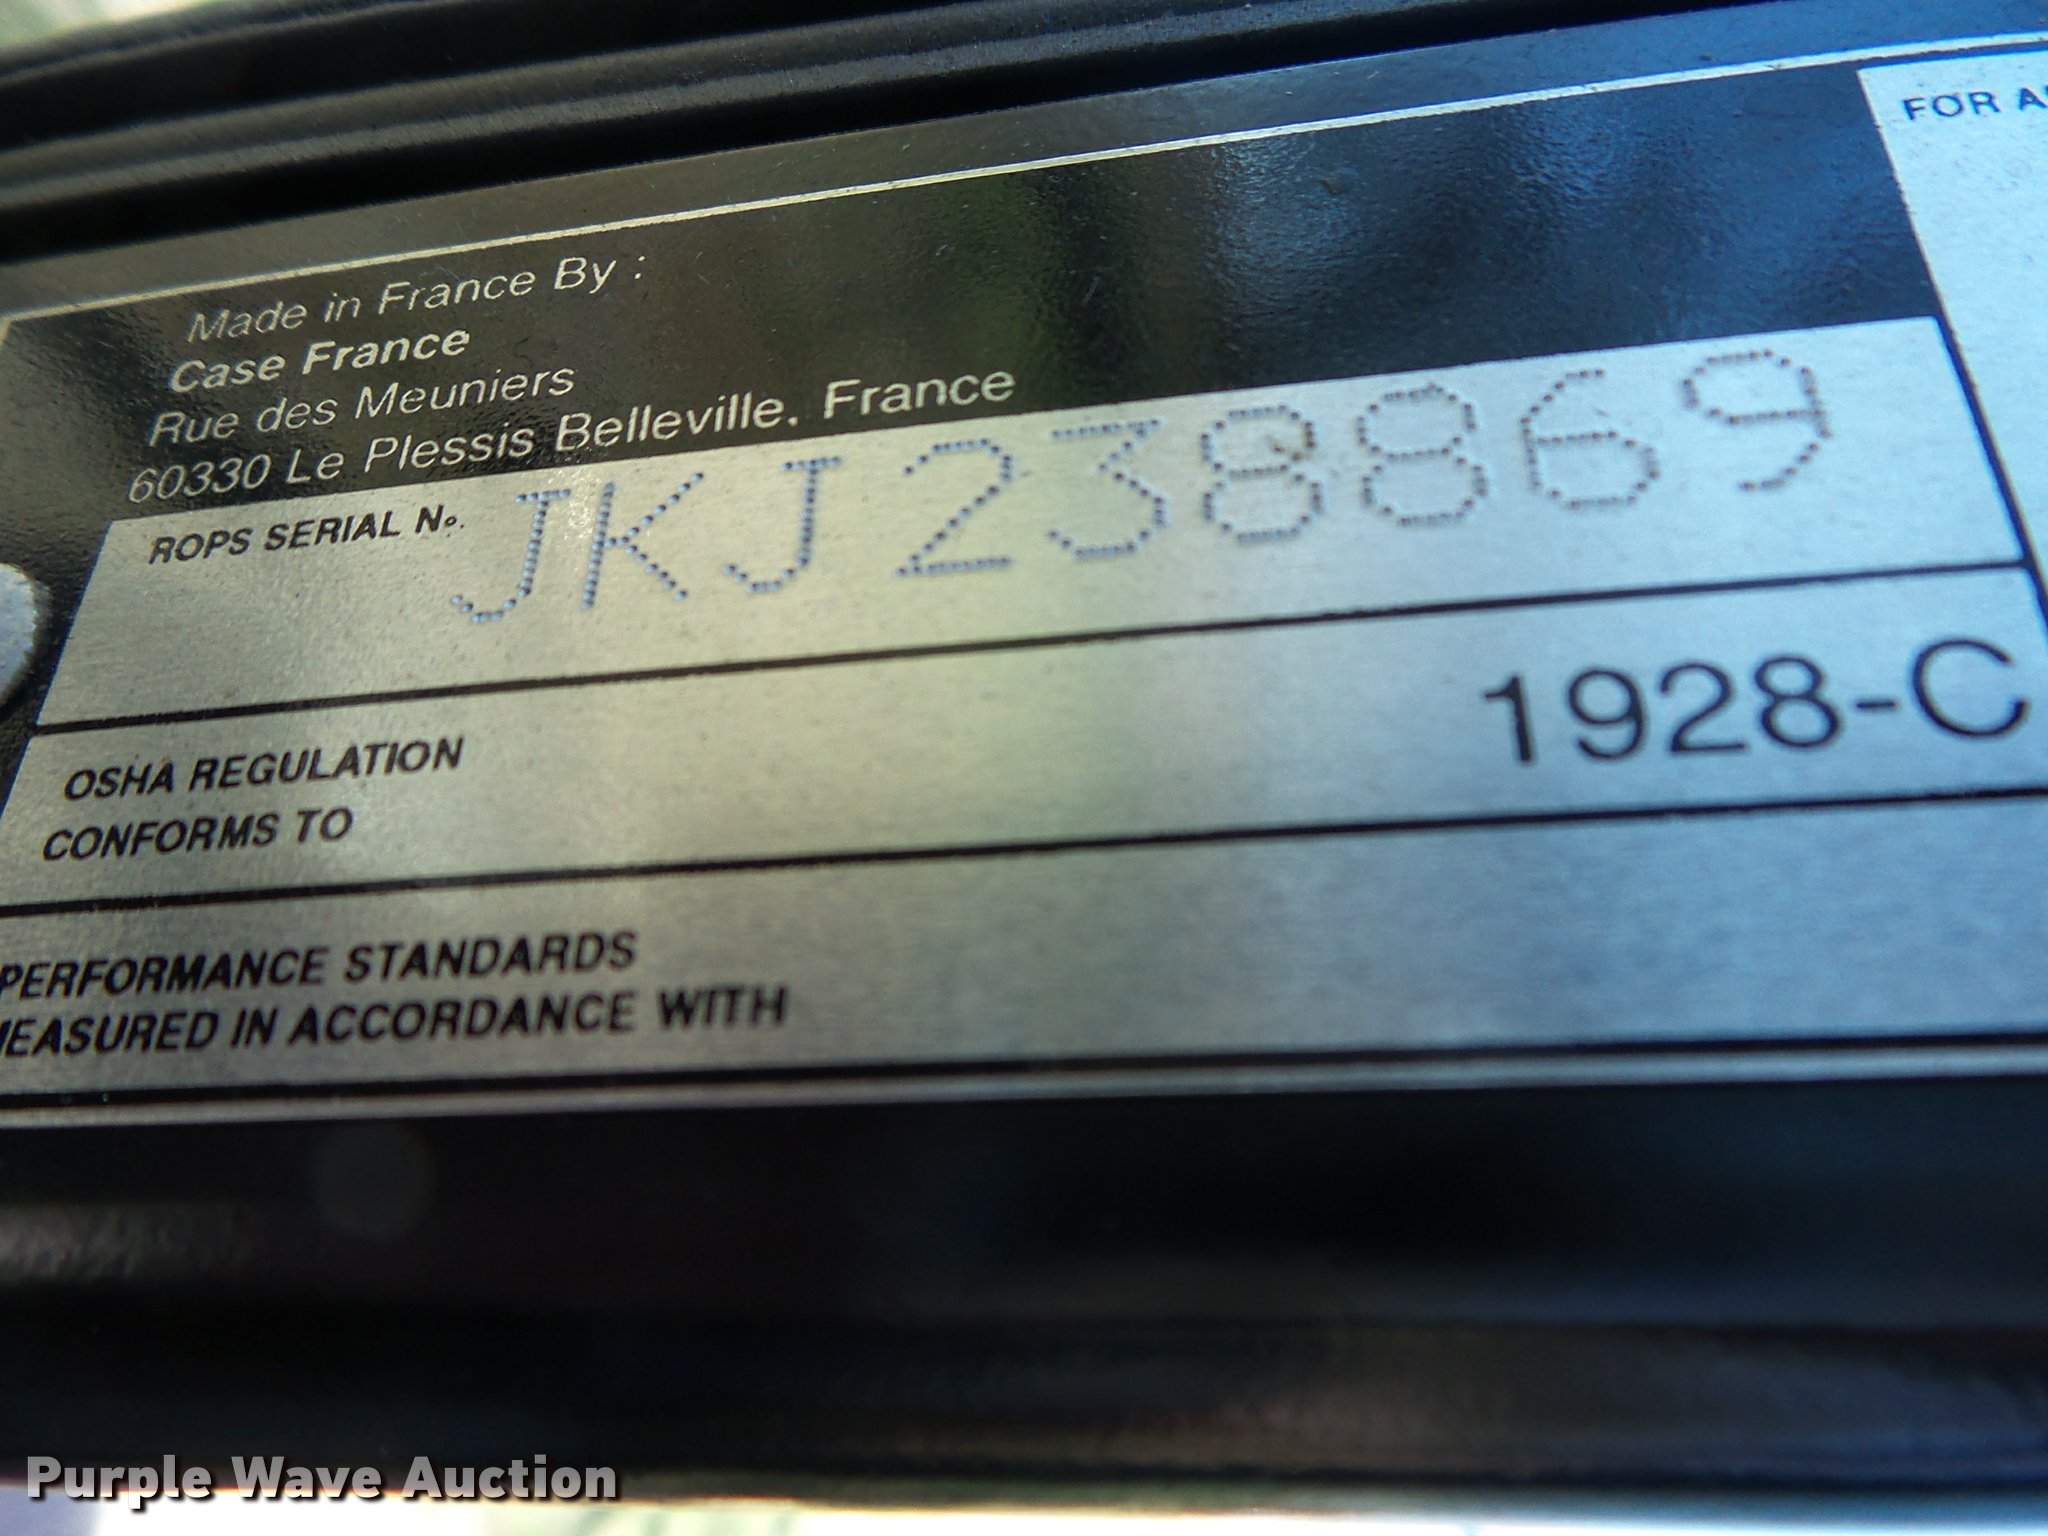 Made in France By :
Case France
Rue des Meuniers
60330 Le Plessis Belleville. France
FOR
ROPS SERIAL No. JKJ238869
OSHA REGULATION
CONFORMS TO
1928-C
PERFORMANCE STANDARDS
MEASURED IN ACCORDANCE WITH
Purple Wave Auction